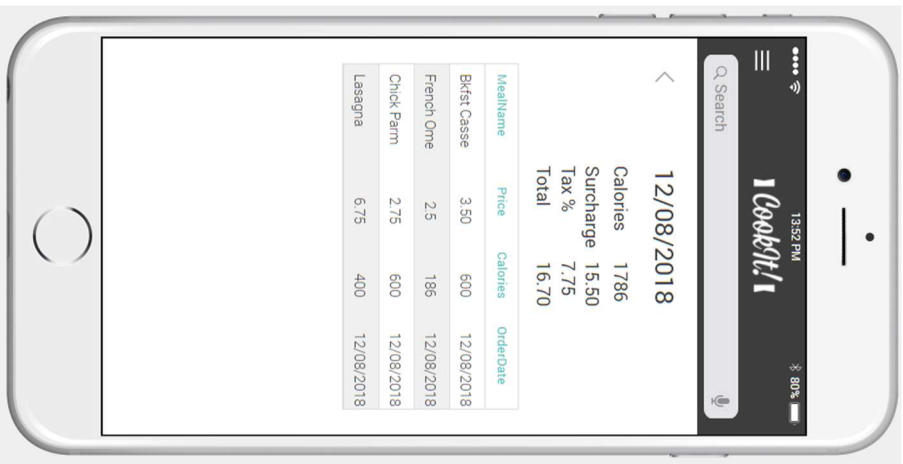 13:52 PM 80%
CookIt!
Search
12/08/2018
Calories 1786
Surcharge 15.50
Tax % 7.75
Total 16.70
MealName Price Calories OrderDate
Bkfst Casse 3.50 600 12/08/2018
French Ome 2.5 186 12/08/2018
Chick Parm 2.75 600 12/08/2018
Lasagna 6.75 400 12/08/2018